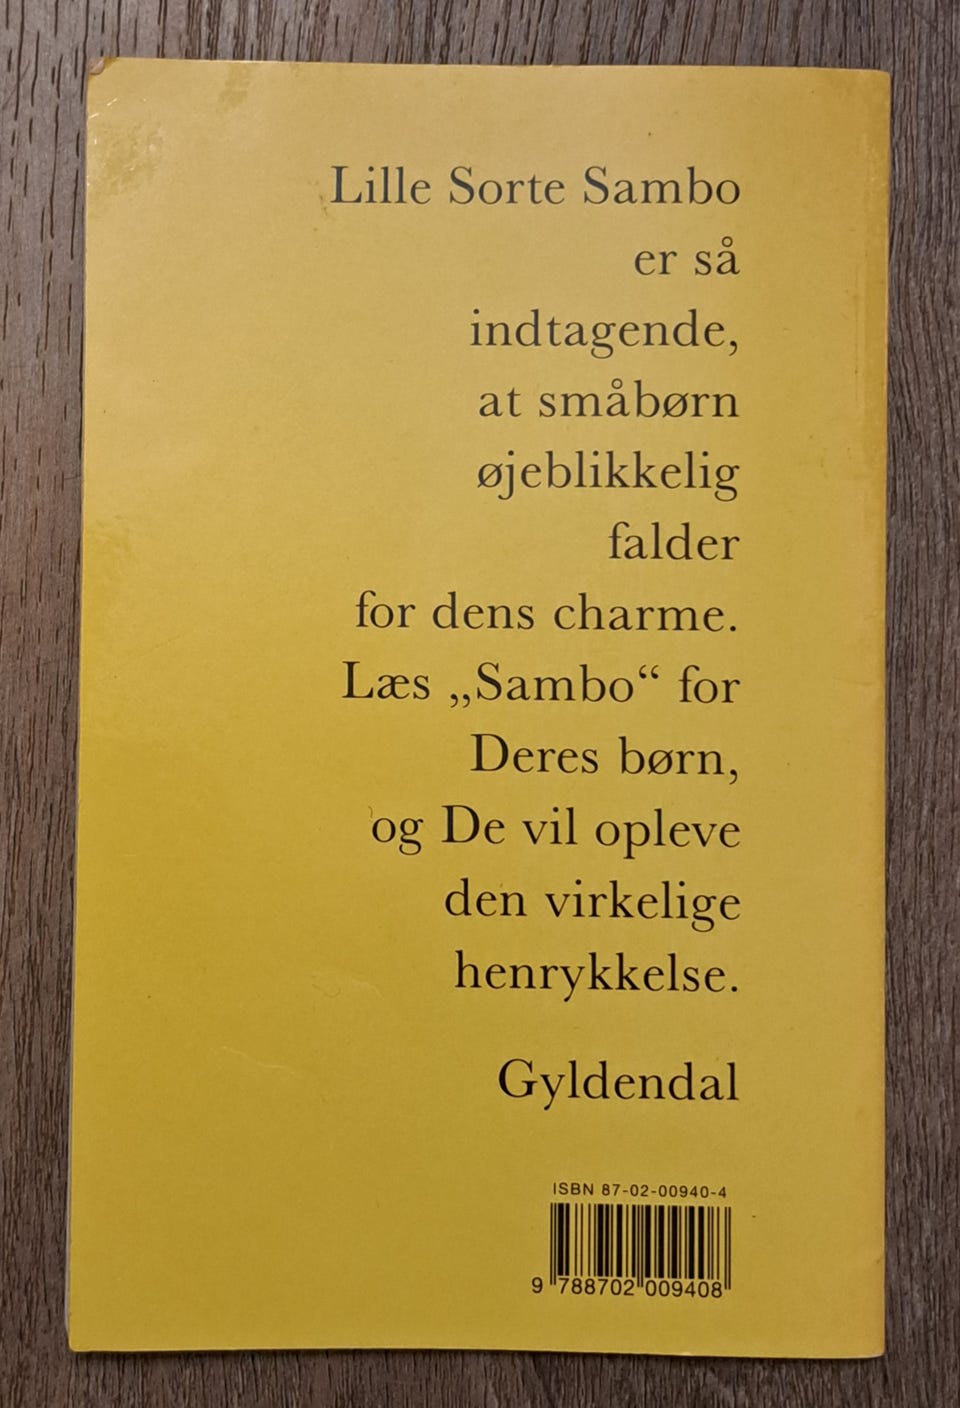 Lille Sorte Sambo
er så
indtagende,
at småbørn
øjeblikkelig
falder
for dens charme.
Læs „Sambo“ for
Deres børn,
og De vil opleve
den virkelige
henrykkelse.
Gyldendal
ISBN 87-02-00940-4
9 788702 009408